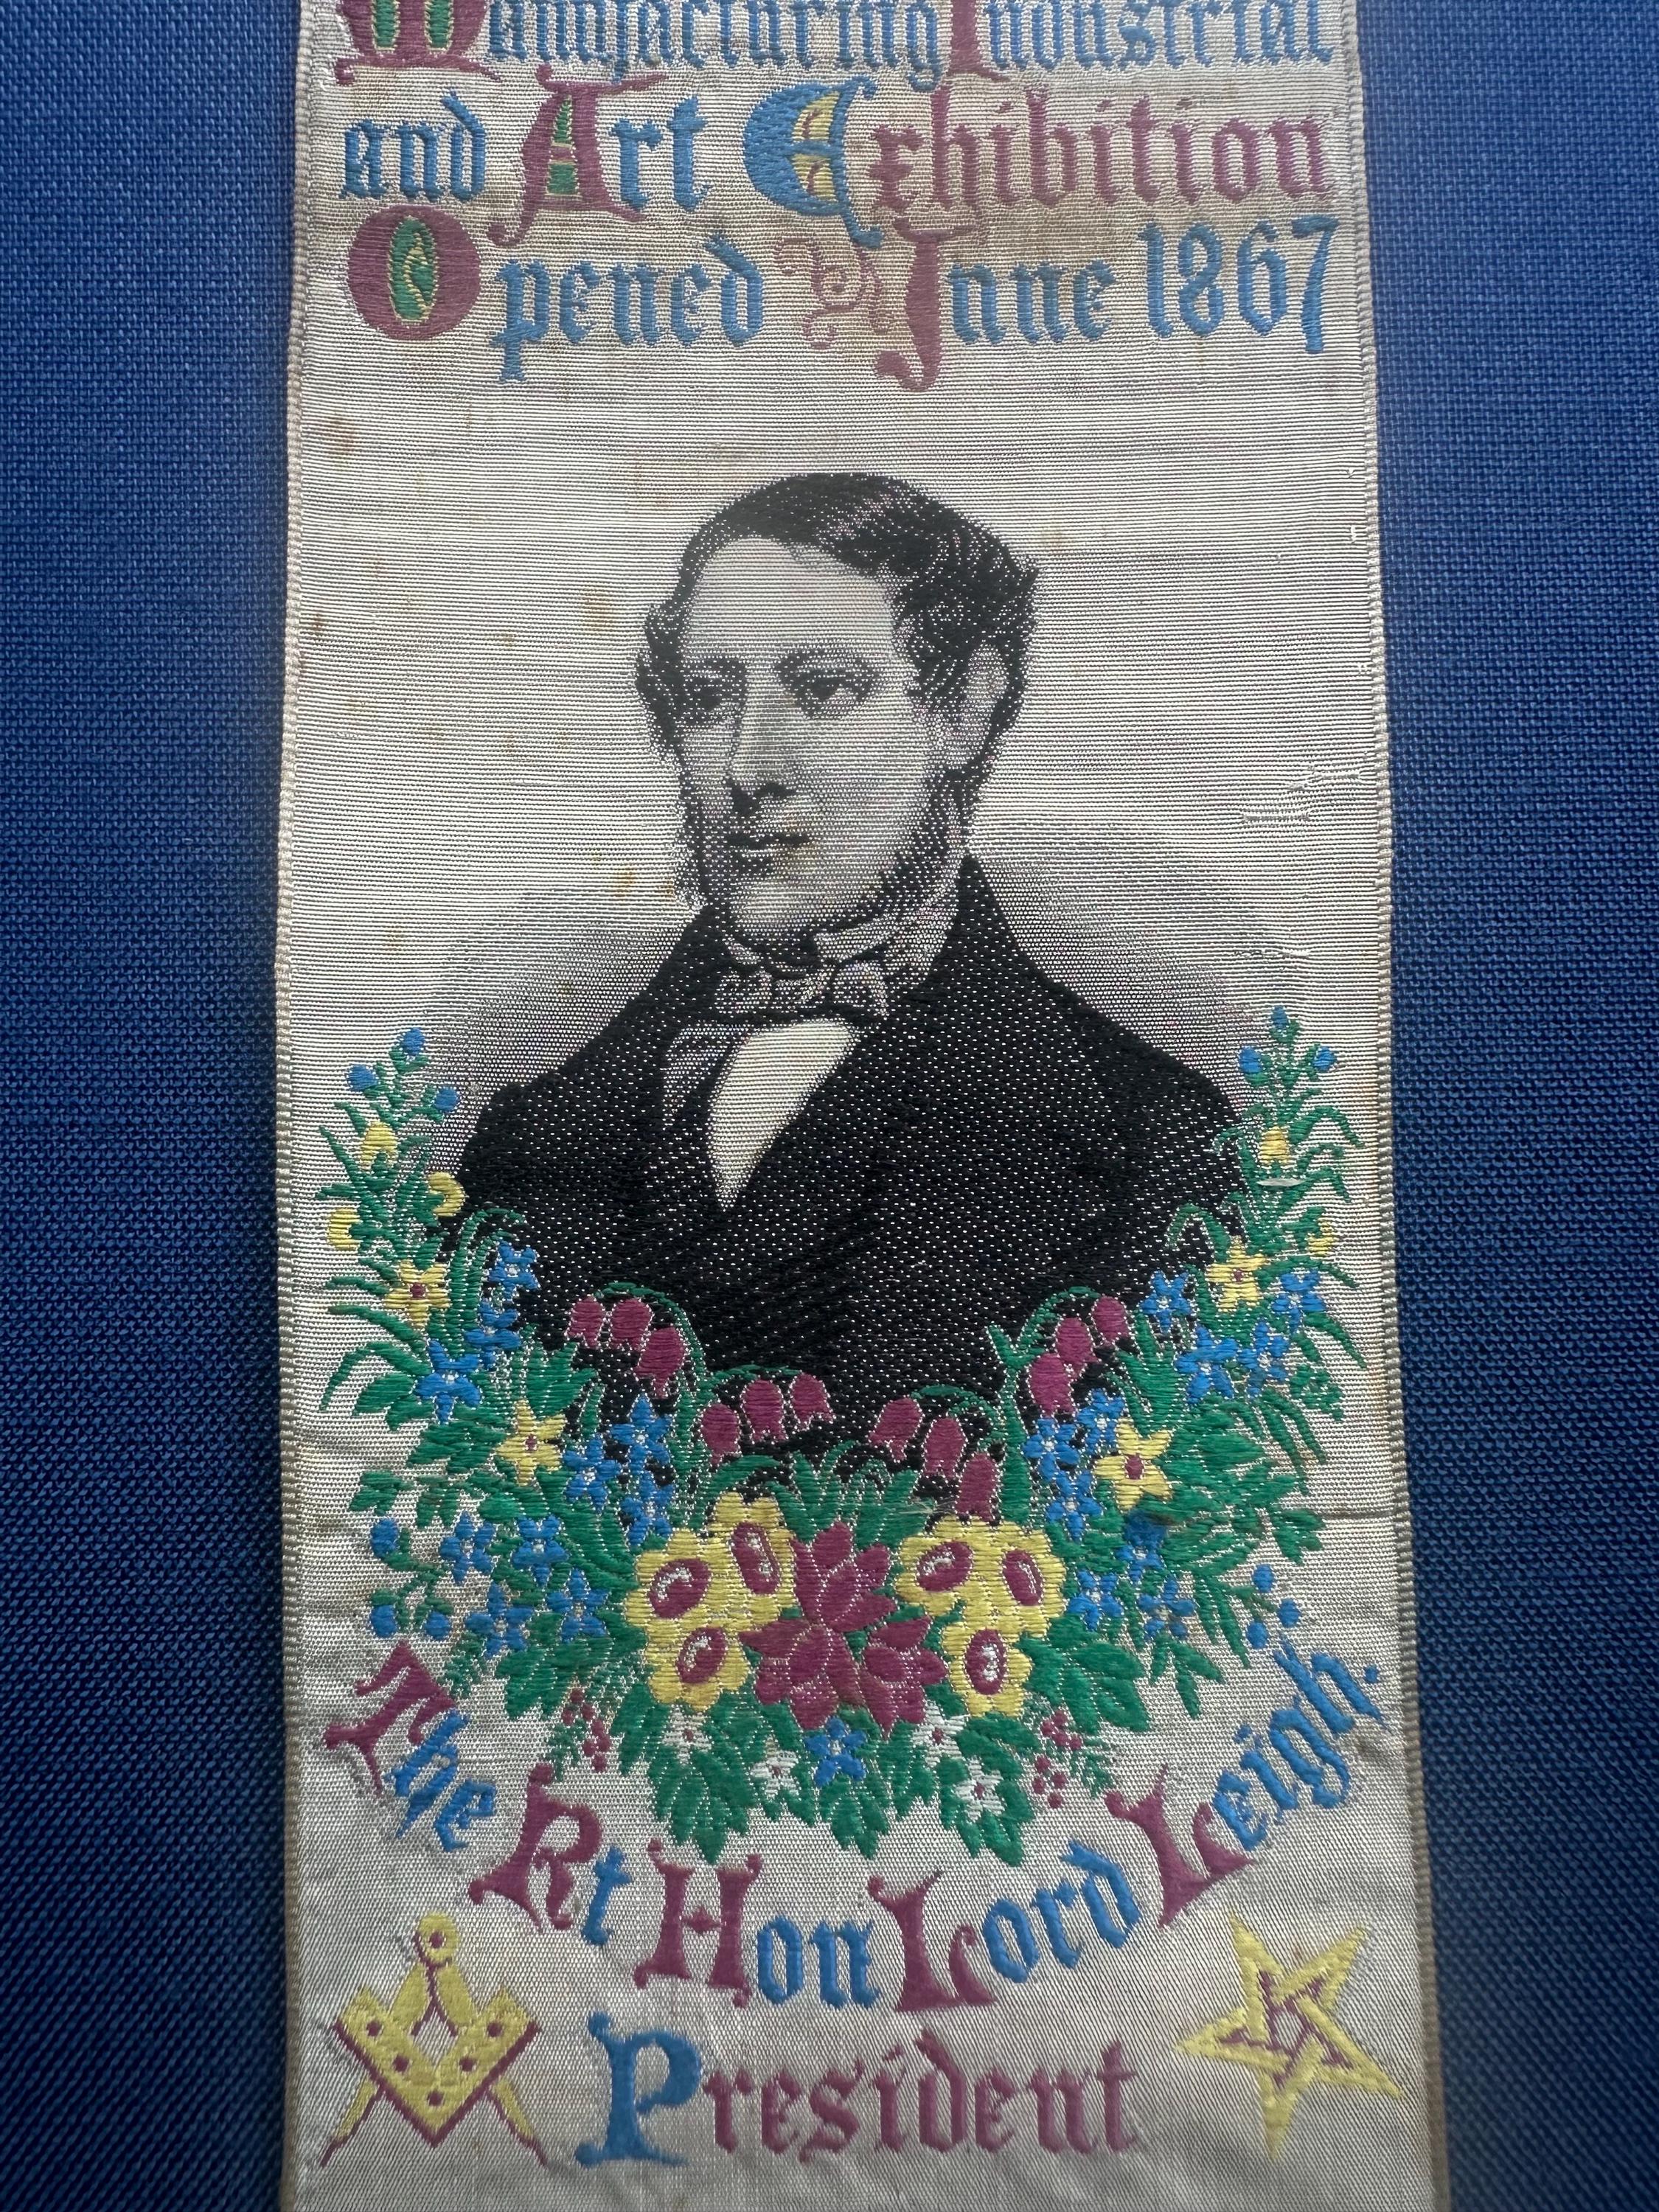 Manufacturing Industrial
and Art Exhibition
Opened June 1867
The Rt Hon Lord Leigh.
President